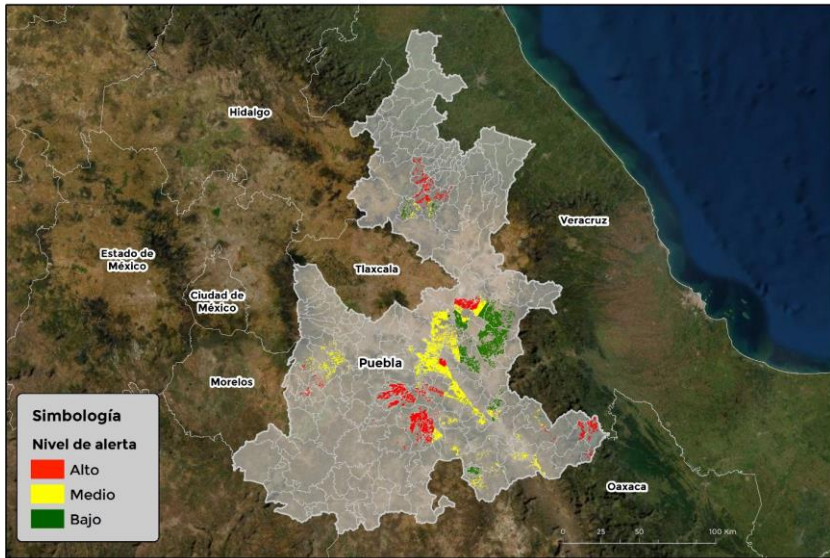 Hidalgo
Veracruz
Estado de
México
Tlaxcala
Ciudad de
México
Puebla
Morelos
Simbología
Nivel de alerta
Alto
Medio
Bajo
Oaxaca
0 25 50 100 Km